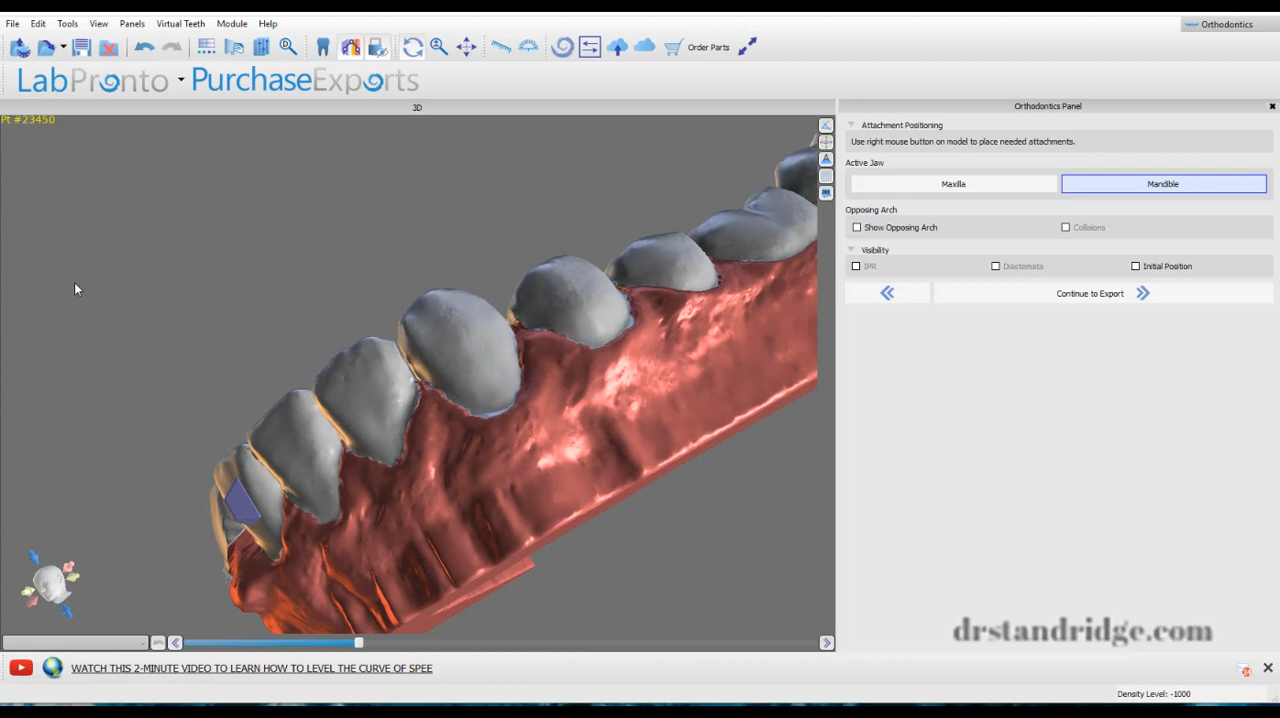 File Edit Tools View Panels Virtual Teeth Module Help
Orthodontics
Order Parts
LabPronto PurchaseExports
3D
Pt #23450
Orthodontics Panel
Attachment Positioning
Use right mouse button on model to place needed attachments.
Active Jaw
Maxilla Mandible
Opposing Arch
Show Opposing Arch Collisions
Visibility
IPR Diastemata Initial Position
Continue to Export
drstandridge.com
WATCH THIS 2-MINUTE VIDEO TO LEARN HOW TO LEVEL THE CURVE OF SPEE
Density Level: -1000